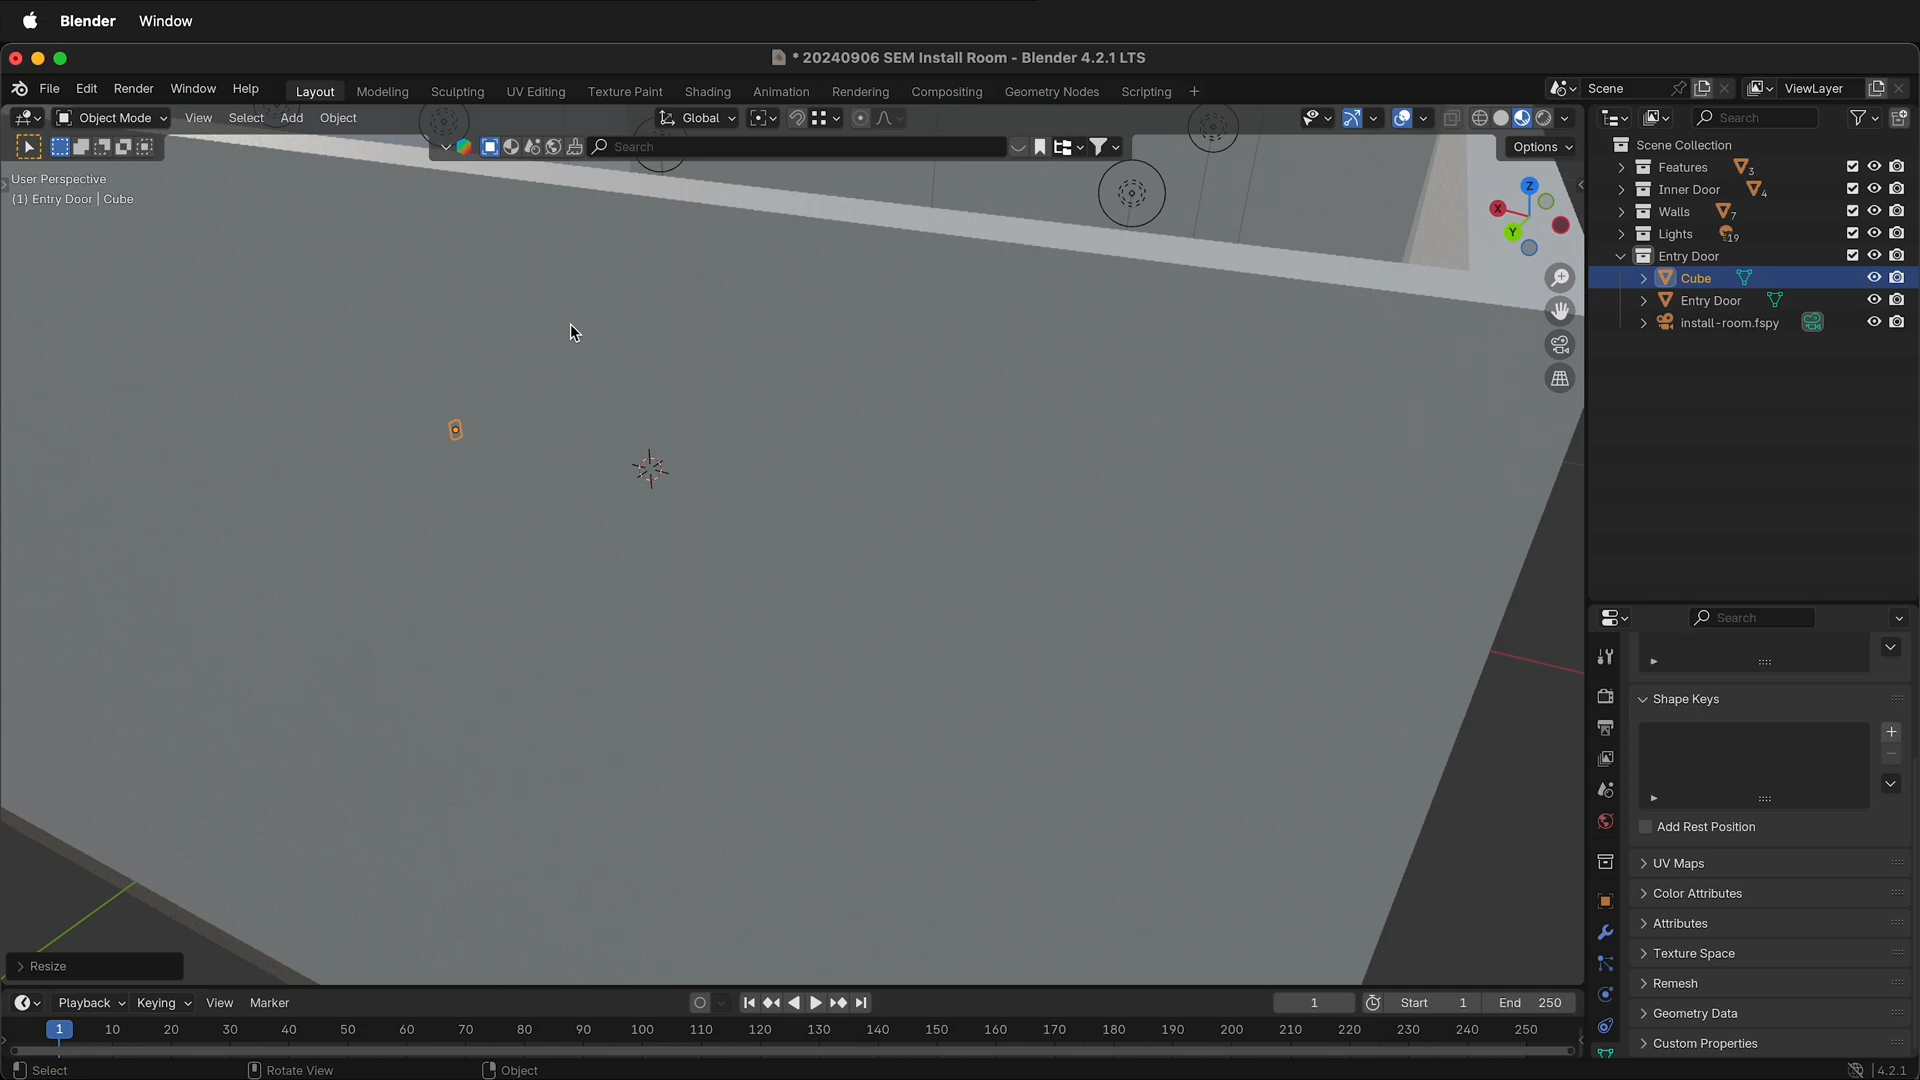 Blender Window
* 20240906 SEM Install Room - Blender 4.2.1 LTS
File Edit Render Window Help Layout Modeling Sculpting UV Editing Texture Paint Shading Animation Rendering Compositing Geometry Nodes Scripting + Scene ViewLayer
Object Mode View Select Add Object Global Search
Search Options
User Perspective
(1) Entry Door | Cube
Z
X
Y
Scene Collection
Features 3
Inner Door 4
Walls 7
Lights 19
Entry Door
Cube
Entry Door
install-room.fspy
Search
Shape Keys
Add Rest Position
UV Maps
Color Attributes
Attributes
Texture Space
Remesh
Geometry Data
Custom Properties
Resize
Playback Keying View Marker 1 Start 1 End 250
1 10 20 30 40 50 60 70 80 90 100 110 120 130 140 150 160 170 180 190 200 210 220 230 240 250
Select Rotate View Object 4.2.1